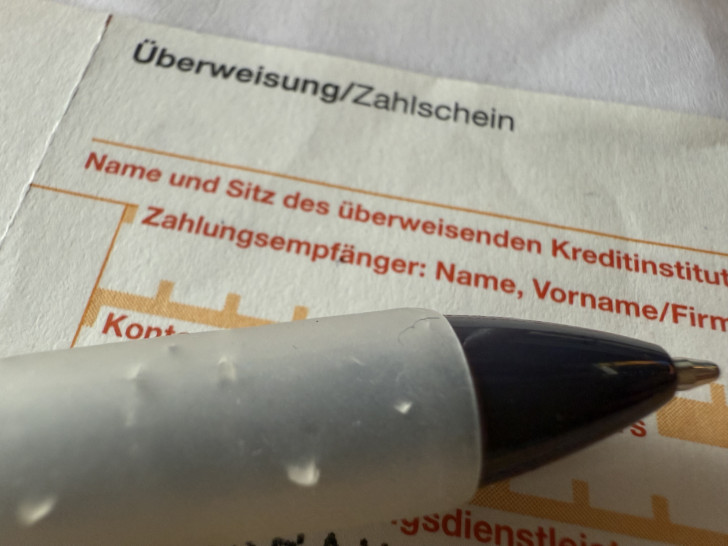 Überweisung/Zahlschein
Name und Sitz des überweisenden Kreditinstitut
Zahlungsempfänger: Name, Vorname/Firm